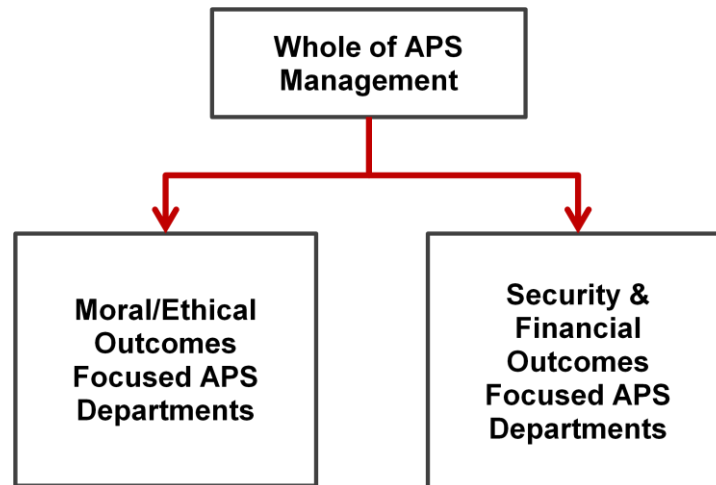 Whole of APS
Management
Moral/Ethical
Outcomes
Focused APS
Departments
Security &
Financial
Outcomes
Focused APS
Departments